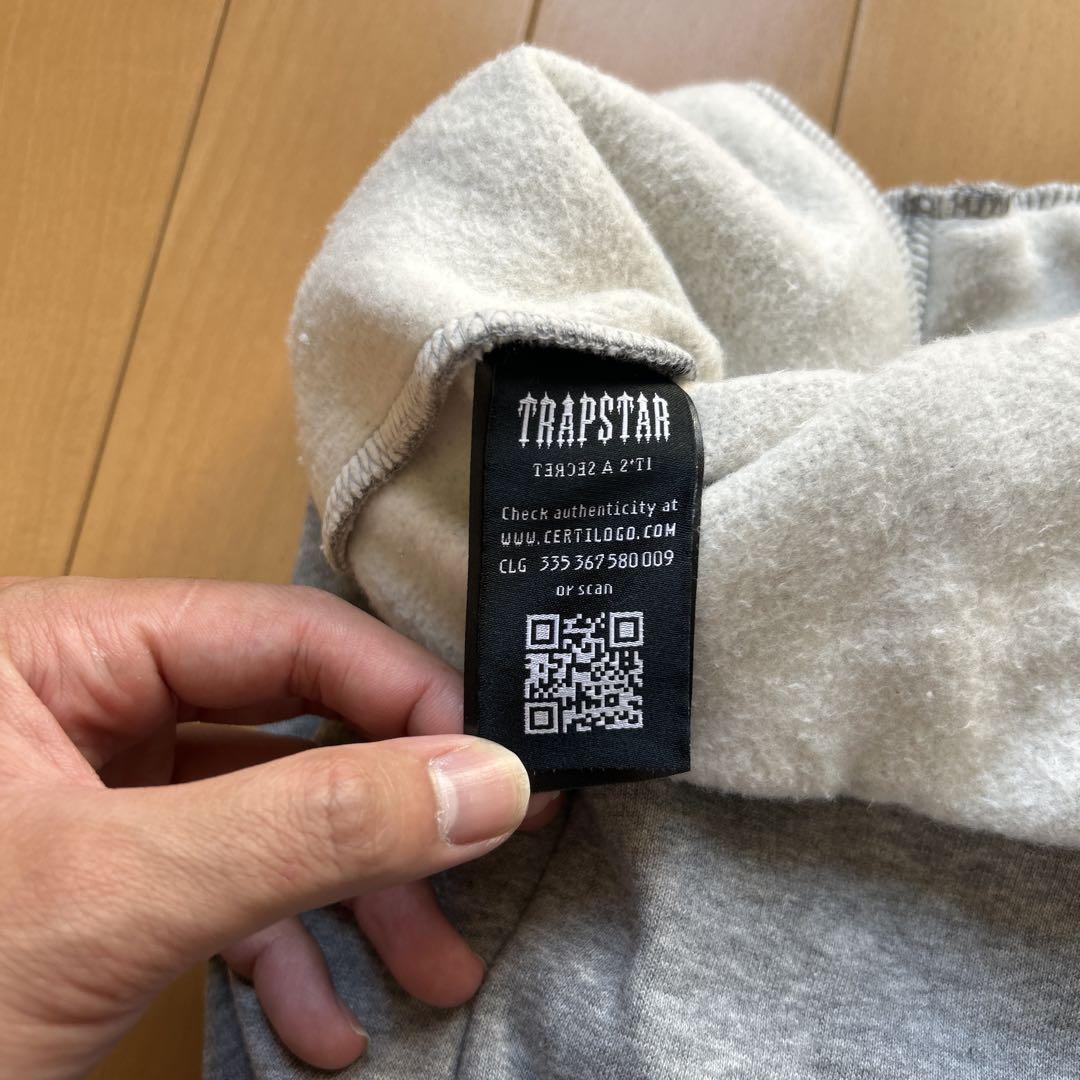 TRAPSTAR
IT*S A SECRET
Check authenticity at
WWW.CERTILOGO.COM
CLG 335 367 580 009
or scan